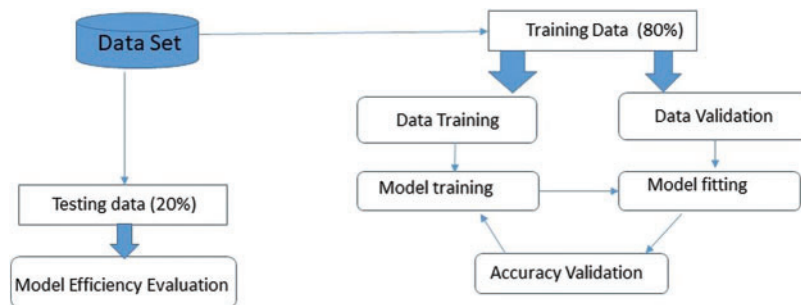 Data Set
Training Data (80%)
Data Training
Data Validation
Model training
Model fitting
Testing data (20%)
Model Efficiency Evaluation
Accuracy Validation